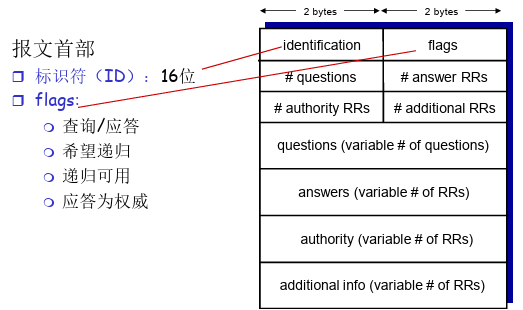 报文首部
标识符（ID）：16位
flags:
查询/应答
希望递归
递归可用
应答为权威
2 bytes 2 bytes
identification flags
# questions # answer RRs
# authority RRs # additional RRs
questions (variable # of questions)
answers (variable # of RRs)
authority (variable # of RRs)
additional info (variable # of RRs)